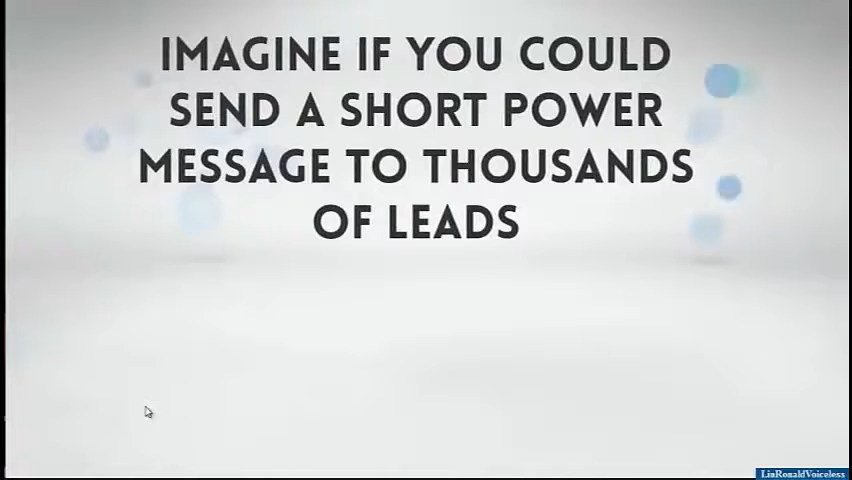 IMAGINE IF YOU COULD
SEND A SHORT POWER
MESSAGE TO THOUSANDS
OF LEADS
LinRonaldVoiceless